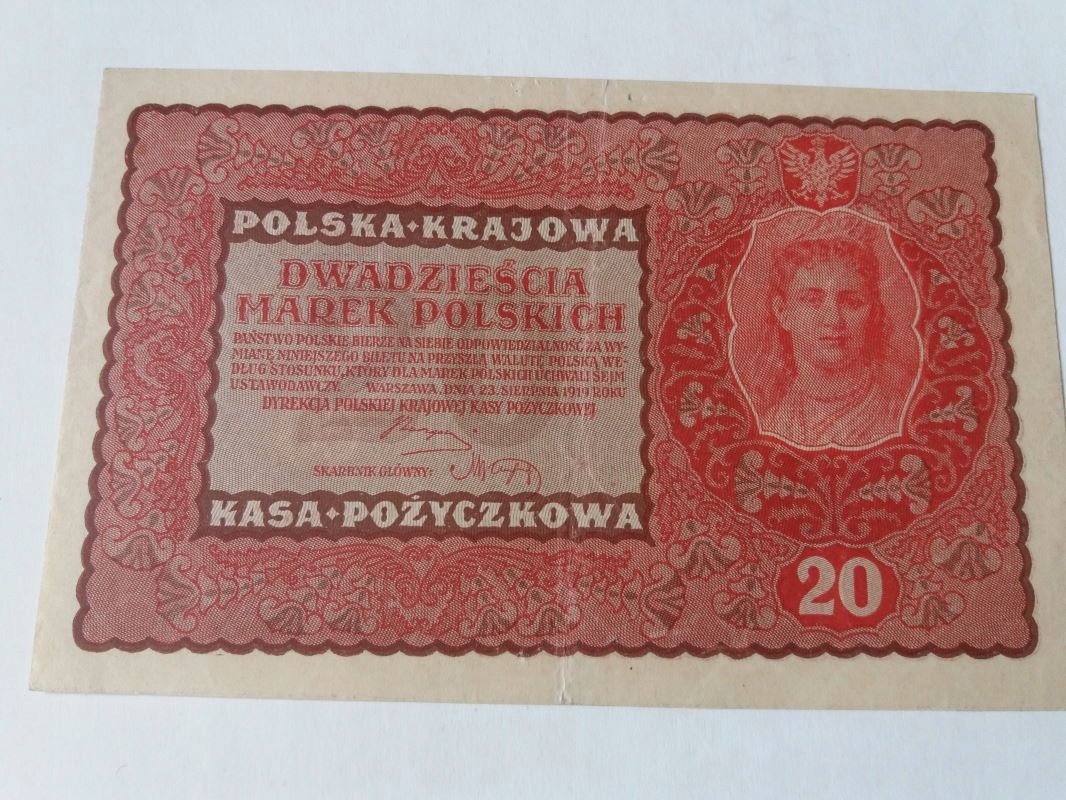 POLSKA·KRAJOWA
DWADZIEŚCIA
MAREK POLSKICH
PAŃSTWO POLSKIE BIERZE NA SIEBIE ODPOWIEDZIALNOŚĆ ZA WY-
MIANĘ NINIEJSZEGO BILETU NA PRZYSZŁĄ WALUTĘ POLSKĄ WE-
DŁUG STOSUNKU, KTÓRY DLA MAREK POLSKICH UCHWALI SEJM
USTAWODAWCZY. WARSZAWA, DNIA 23. SIERPNIA 1919 ROKU
DYREKCJA POLSKIEJ KRAJOWEJ KASY POŻYCZKOWEJ
SKARBNIK GŁÓWNY:
KASA·POŻYCZKOWA
20